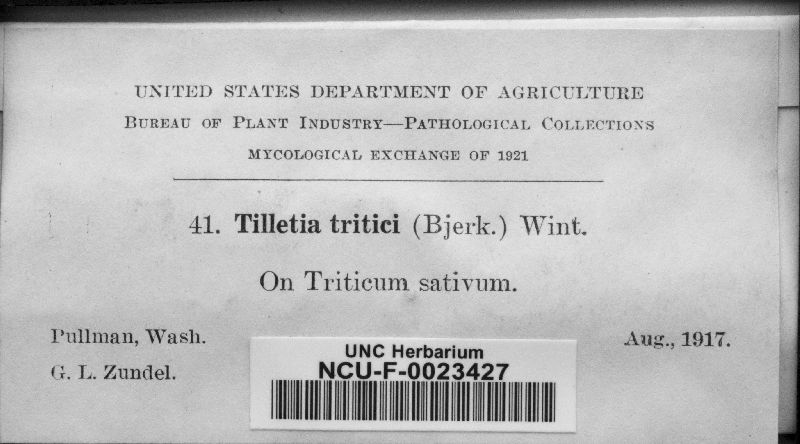 UNITED STATES DEPARTMENT OF AGRICULTURE
BUREAU OF PLANT INDUSTRY—PATHOLOGICAL COLLECTIONS
MYCOLOGICAL EXCHANGE OF 1921
41. Tilletia tritici (Bjerk.) Wint.
On Triticum sativum.
Pullman, Wash. Aug., 1917.
G. L. Zundel.
UNC Herbarium
NCU-F-0023427